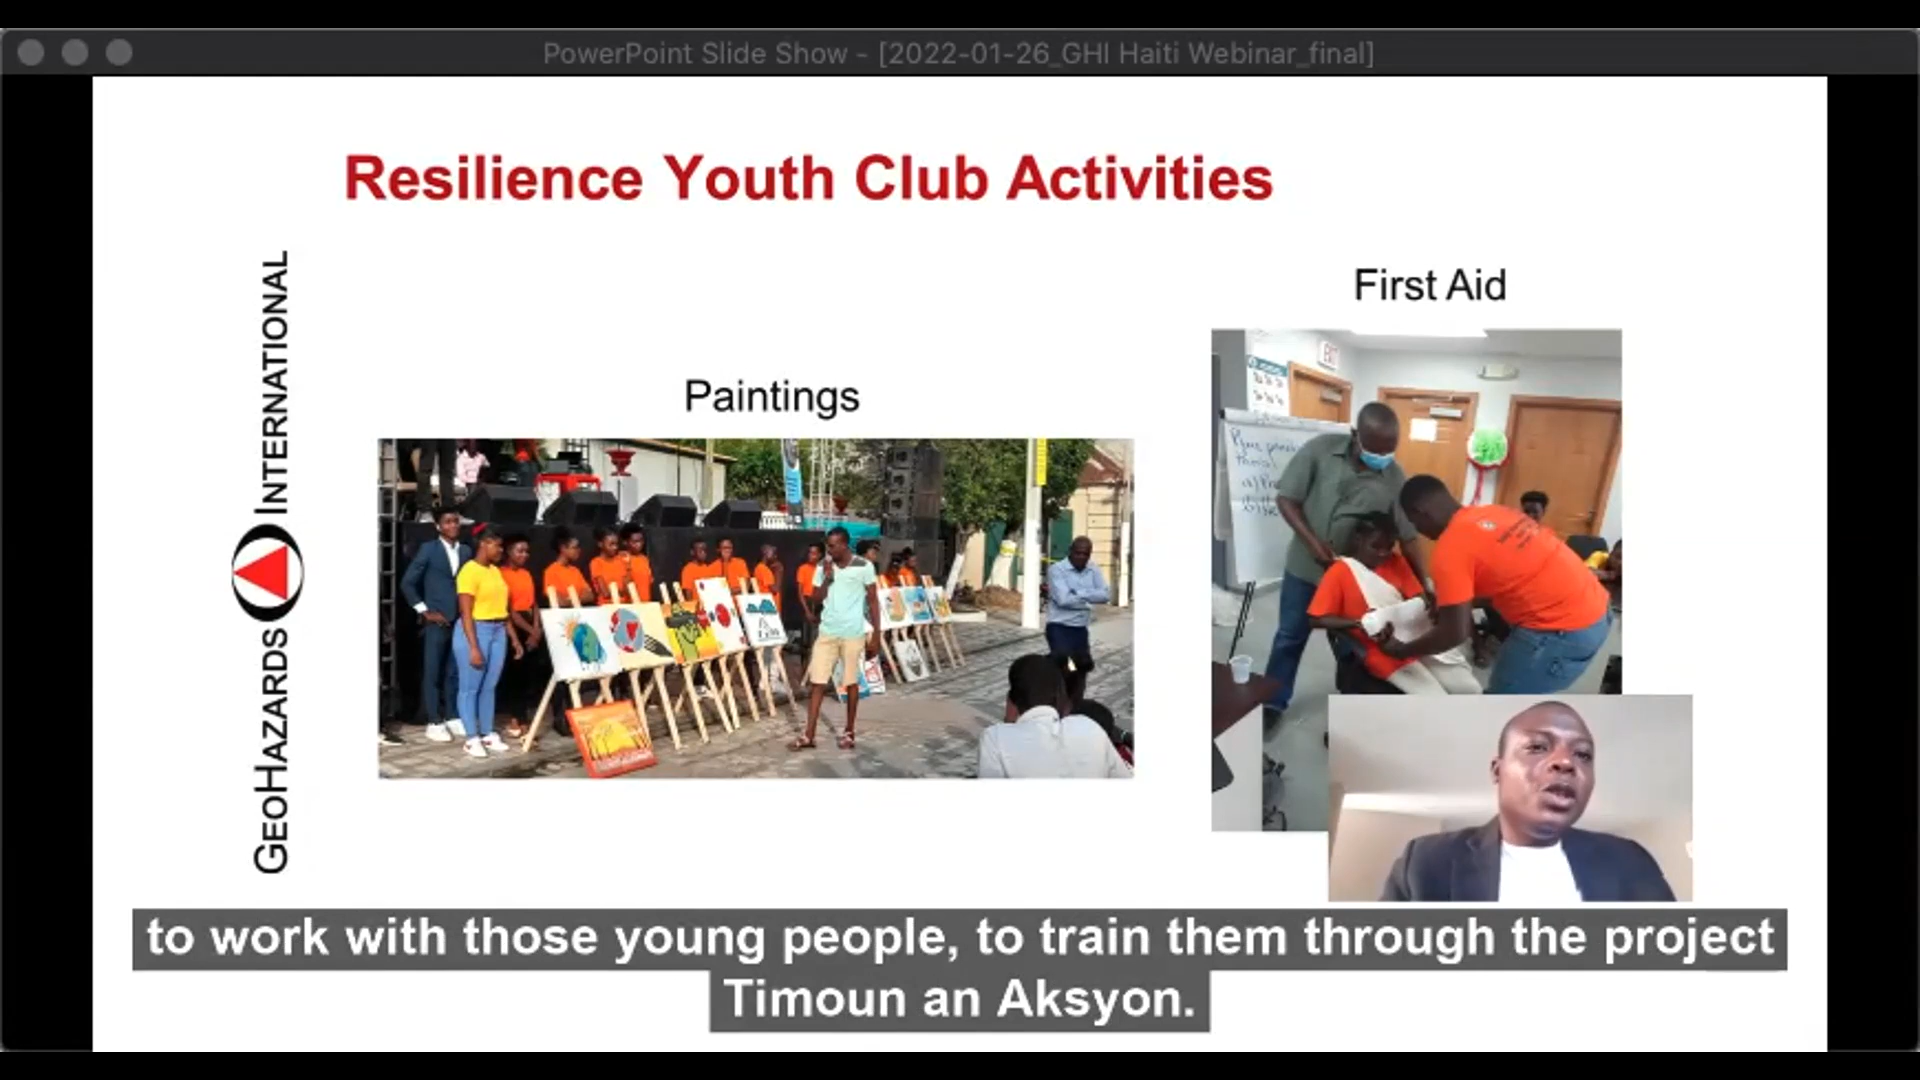 PowerPoint Slide Show - [2022-01-26_GHI Haiti Webinar_final]
Resilience Youth Club Activities
GEOHAZARDS INTERNATIONAL
First Aid
Paintings
EXIT
to work with those young people, to train them through the project
Timoun an Aksyon.